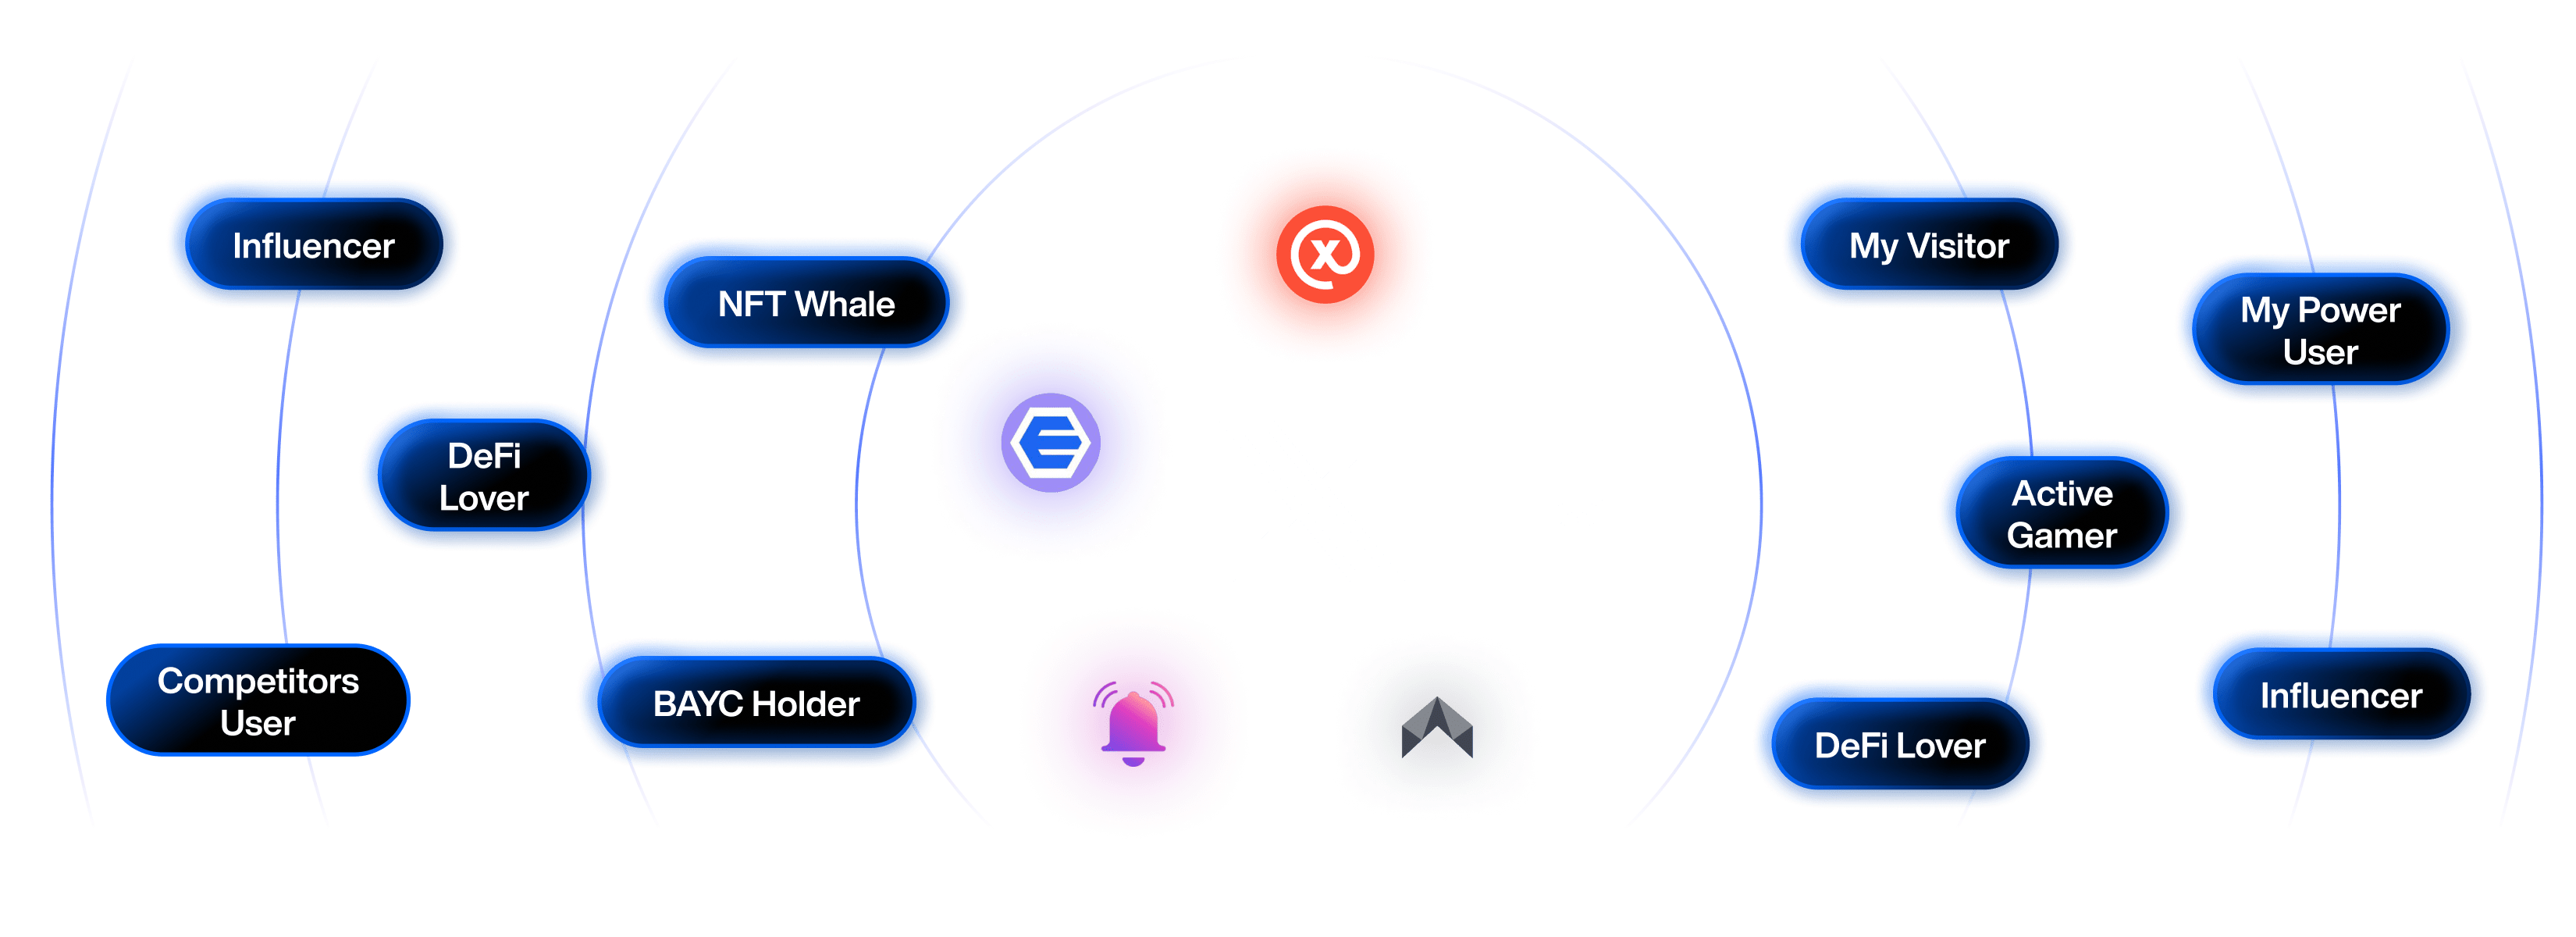 Influencer
NFT Whale
DeFi
Lover
Competitors
User
BAYC Holder
My Visitor
My Power
User
Active
Gamer
Influencer
DeFi Lover